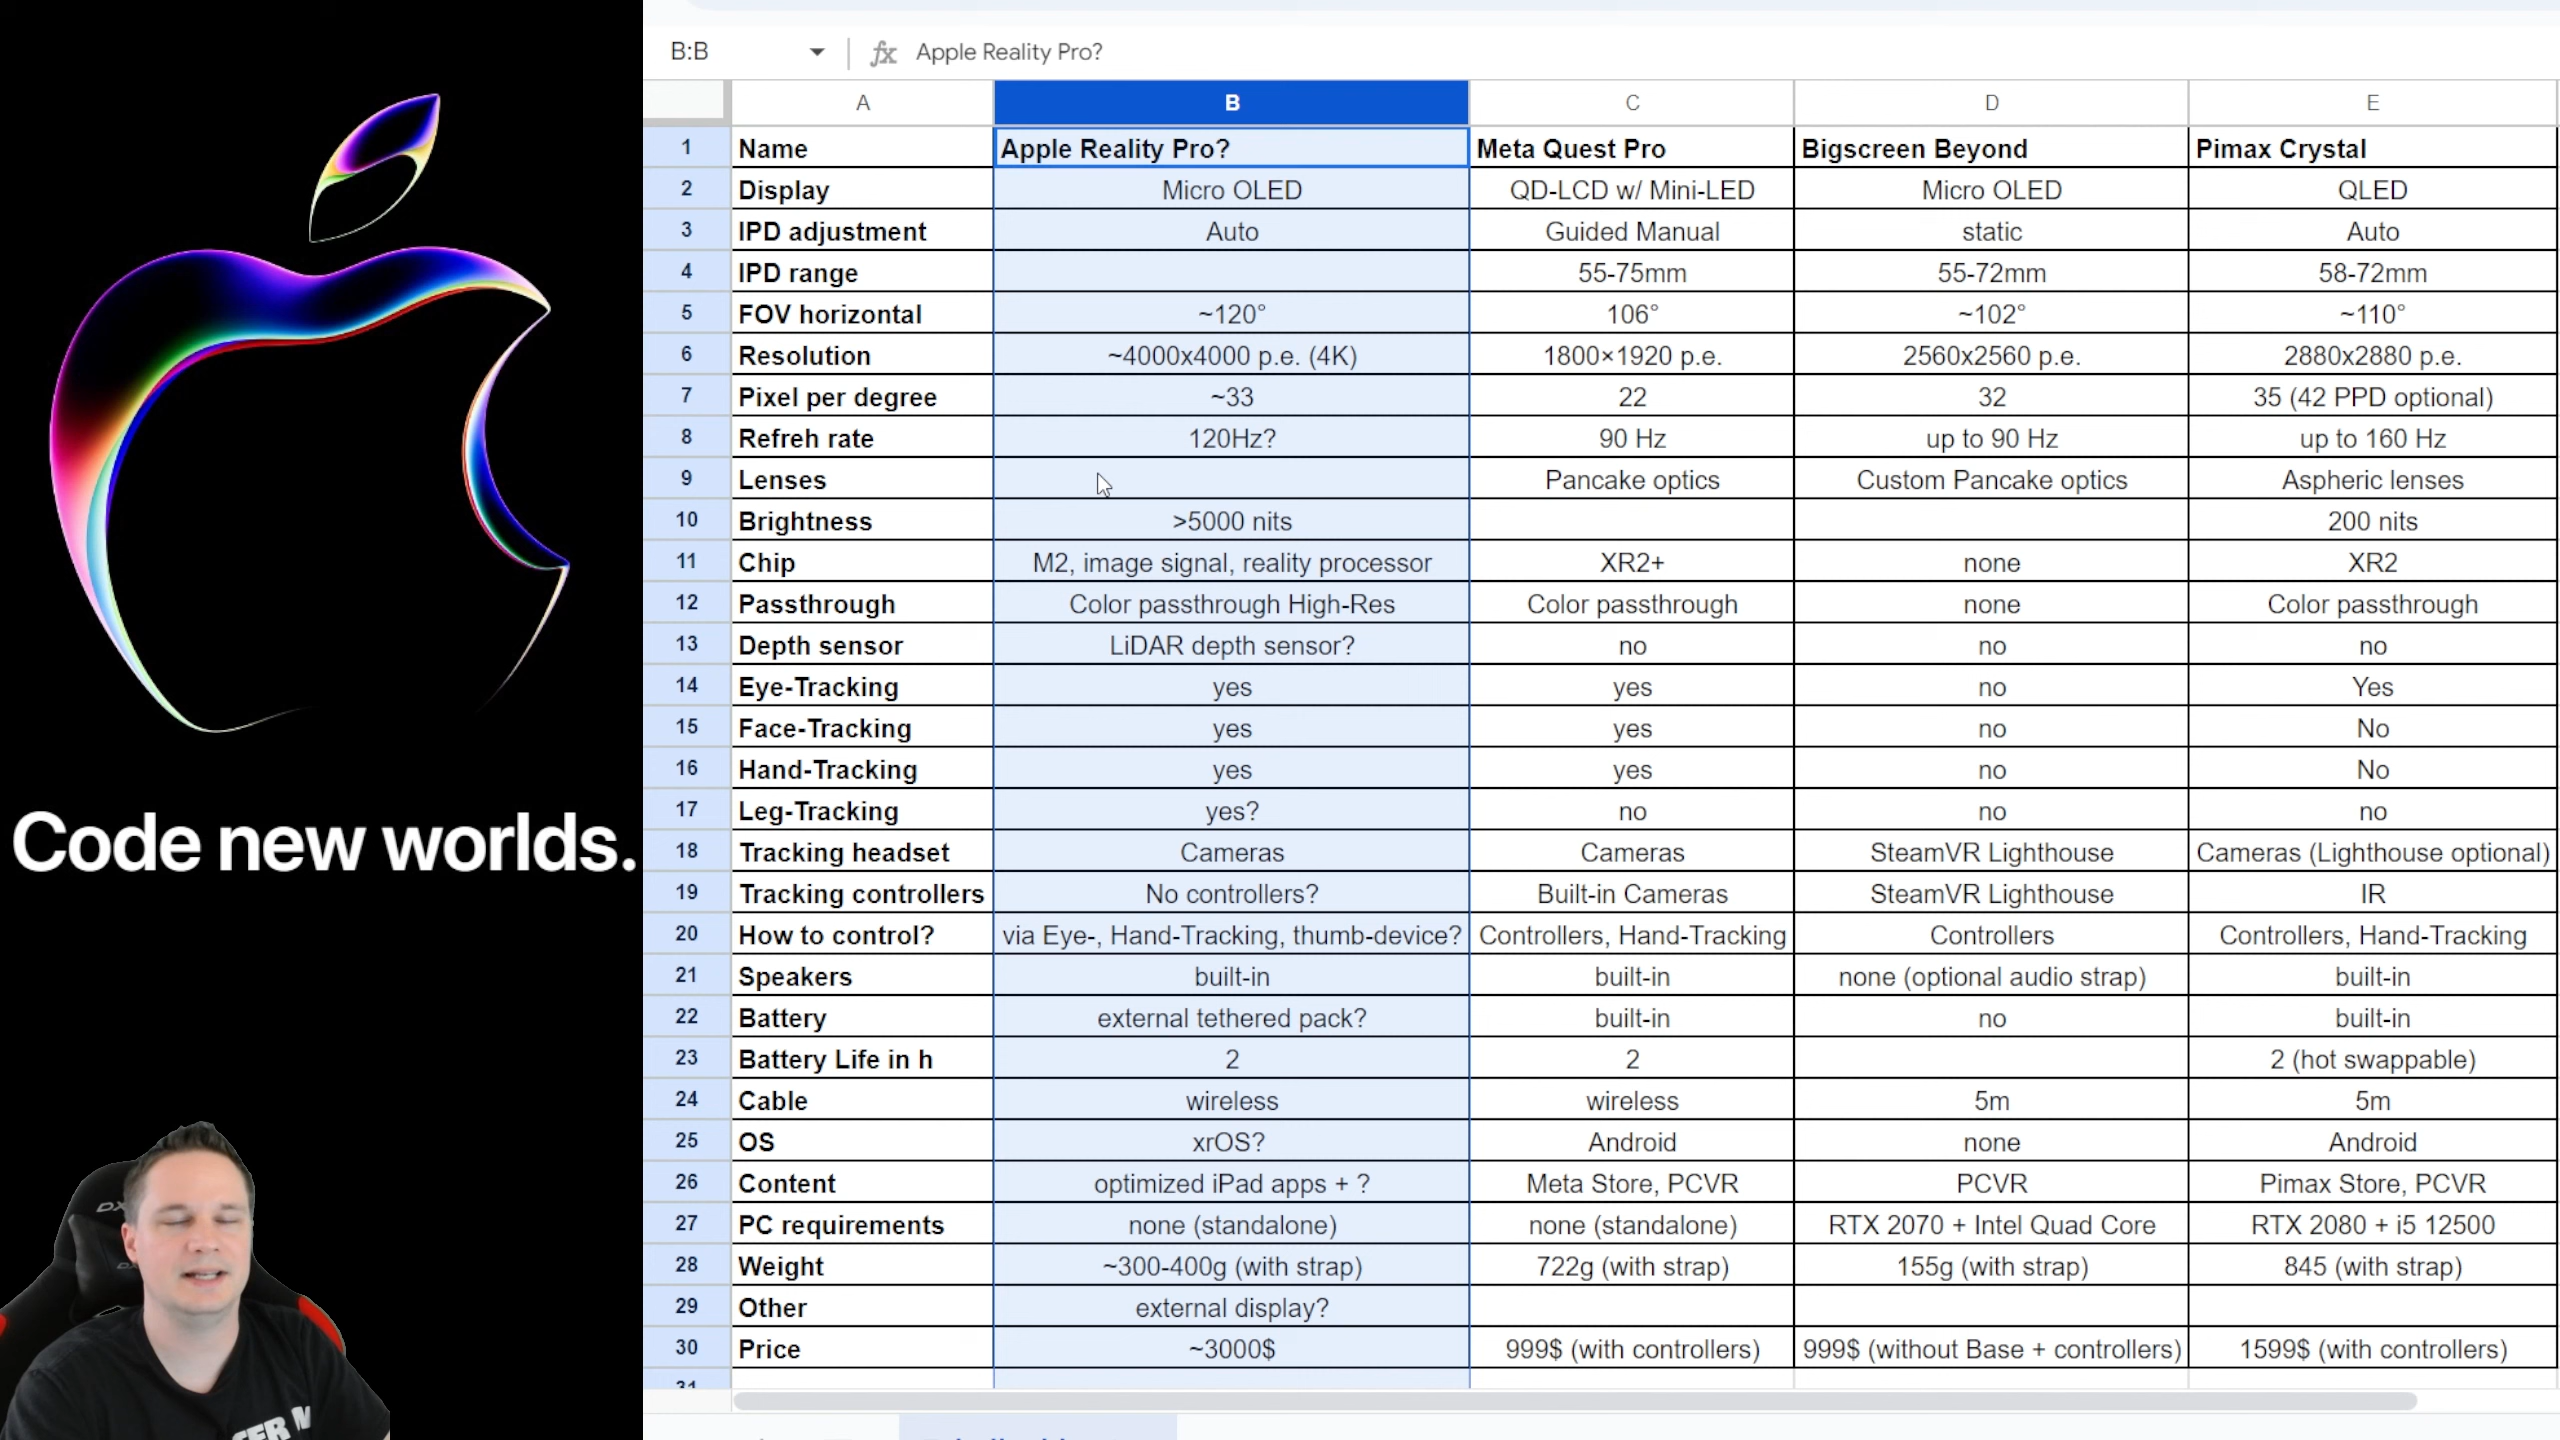 B:B fx Apple Reality Pro?
A B C D E
1 Name Apple Reality Pro? Meta Quest Pro Bigscreen Beyond Pimax Crystal
2 Display Micro OLED QD-LCD w/ Mini-LED Micro OLED QLED
3 IPD adjustment Auto Guided Manual static Auto
4 IPD range 55-75mm 55-72mm 58-72mm
5 FOV horizontal ~120° 106° ~102° ~110°
6 Resolution ~4000x4000 p.e. (4K) 1800×1920 p.e. 2560x2560 p.e. 2880x2880 p.e.
7 Pixel per degree ~33 22 32 35 (42 PPD optional)
8 Refreh rate 120Hz? 90 Hz up to 90 Hz up to 160 Hz
9 Lenses Pancake optics Custom Pancake optics Aspheric lenses
10 Brightness >5000 nits 200 nits
11 Chip M2, image signal, reality processor XR2+ none XR2
12 Passthrough Color passthrough High-Res Color passthrough none Color passthrough
13 Depth sensor LiDAR depth sensor? no no no
14 Eye-Tracking yes yes no Yes
15 Face-Tracking yes yes no No
16 Hand-Tracking yes yes no No
17 Leg-Tracking yes? no no no
18 Tracking headset Cameras Cameras SteamVR Lighthouse Cameras (Lighthouse optional)
19 Tracking controllers No controllers? Built-in Cameras SteamVR Lighthouse IR
20 How to control? via Eye-, Hand-Tracking, thumb-device? Controllers, Hand-Tracking Controllers Controllers, Hand-Tracking
21 Speakers built-in built-in none (optional audio strap) built-in
22 Battery external tethered pack? built-in no built-in
23 Battery Life in h 2 2 2 (hot swappable)
24 Cable wireless wireless 5m 5m
25 OS xrOS? Android none Android
26 Content optimized iPad apps + ? Meta Store, PCVR PCVR Pimax Store, PCVR
27 PC requirements none (standalone) none (standalone) RTX 2070 + Intel Quad Core RTX 2080 + i5 12500
28 Weight ~300-400g (with strap) 722g (with strap) 155g (with strap) 845 (with strap)
29 Other external display?
30 Price ~3000$ 999$ (with controllers) 999$ (without Base + controllers) 1599$ (with controllers)
31
Code new worlds.
DX